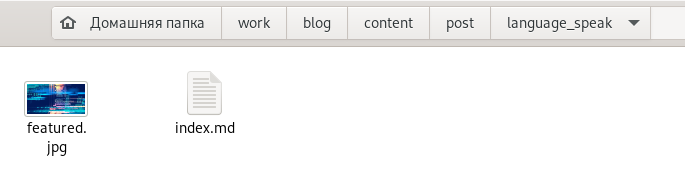 Домашняя папка work blog content post language_speak
featured.
jpg
index.md